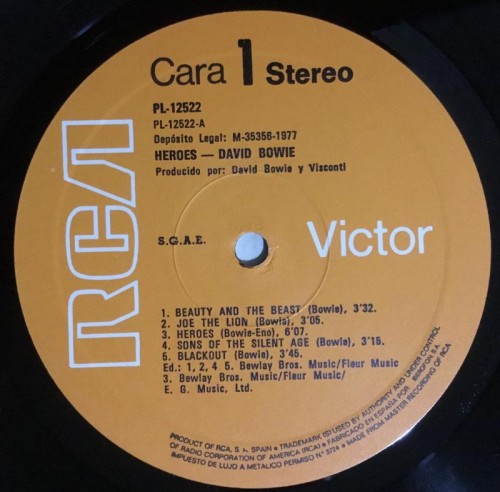 Cara 1 Stereo
PL-12522
PL-12522-A
Depósito Legal: M-35356-1977
HEROES — DAVID BOWIE
Producido por: David Bowie y Visconti
RCA
S.G.A.E.
Victor
1. BEAUTY AND THE BEAST (Bowie), 3'32.
2. JOE THE LION (Bowis), 3'05.
3. HEROES (Bowie-Eno), 6'07.
4. SONS OF THE SILENT AGE (Bowie), 3'15.
5. BLACKOUT (Bowie), 3'45.
Ed.: 1, 2, 4 5. Bewlay Bros. Music/Fleur Music
3. Bewlay Bros. Music/Fleur Music/
E. G. Music, Ltd.
PRODUCT OF RCA, S. A. SPAIN • TRADEMARK (S) USED BY AUTHORITY AND UNDER CONTROL
OF RADIO CORPORATION OF AMERICA (RCA) • FABRICADO EN ESPAÑA POR IBEROFON, S.A.
IMPUESTO DE LUJO A METALICO PERMISO N.º 3724 • MADE FROM MASTER RECORDING OF RCA